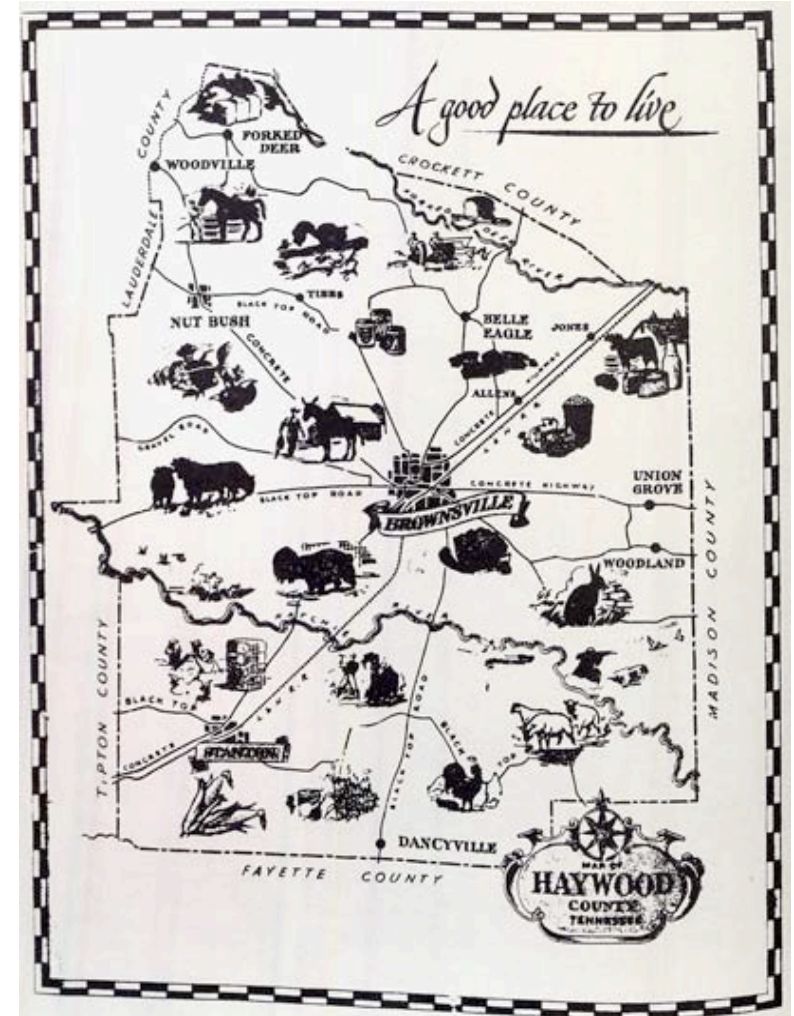 A good place to live
COUNTY
FORKED
DEER
WOODVILLE
CROCKETT COUNTY
FORKED DEER RIVER
LAUDERDALE
TIBBS
BLACK TOP ROAD
NUT BUSH
BELLE
EAGLE
JONES
CONCRETE
ALLENS
CONCRETE HIGHWAY
L & N R R
GRAVEL ROAD
BLACK TOP ROAD
CONCRETE HIGHWAY
UNION
GROVE
BROWNSVILLE
WOODLAND
MADISON COUNTY
HATCHIE RIVER
TIPTON COUNTY
BLACK TOP
L & N R R
CONCRETE
STANTON
BLACK TOP ROAD
BLACK TOP
DANCYVILLE
FAYETTE COUNTY
MAP OF
HAYWOOD
COUNTY
TENNESSEE